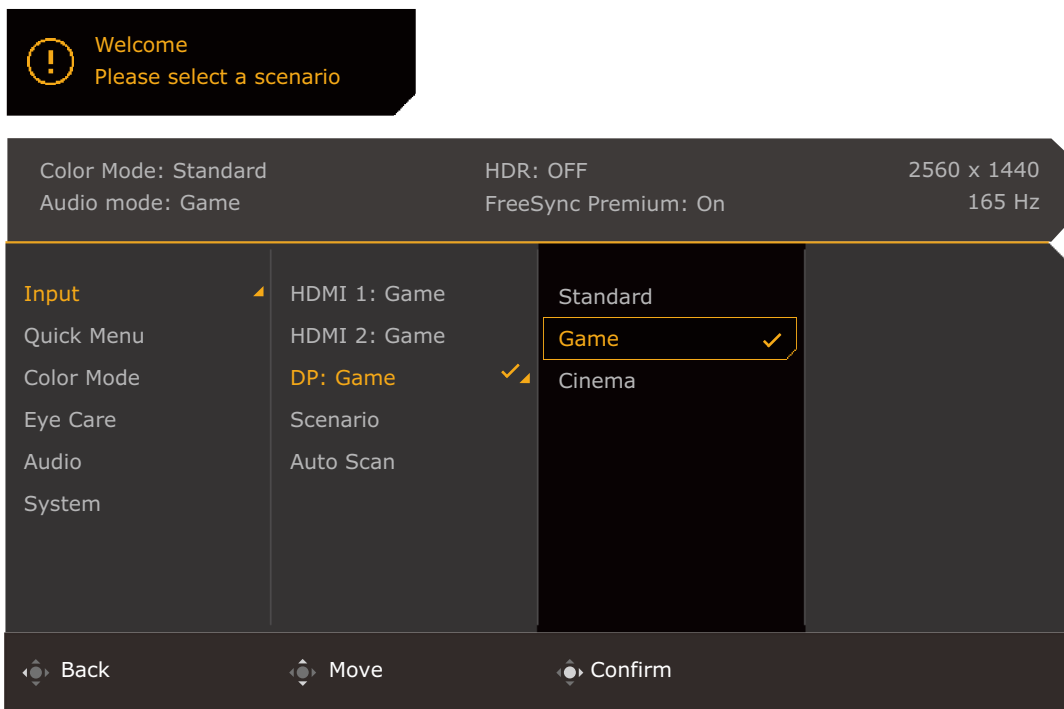 Welcome
Please select a scenario
Color Mode: Standard
Audio mode: Game
HDR: OFF
FreeSync Premium: On
2560 x 1440
165 Hz
Input
Quick Menu
Color Mode
Eye Care
Audio
System
HDMI 1: Game
HDMI 2: Game
DP: Game
Scenario
Auto Scan
Standard
Game
Cinema
Back
Move
Confirm